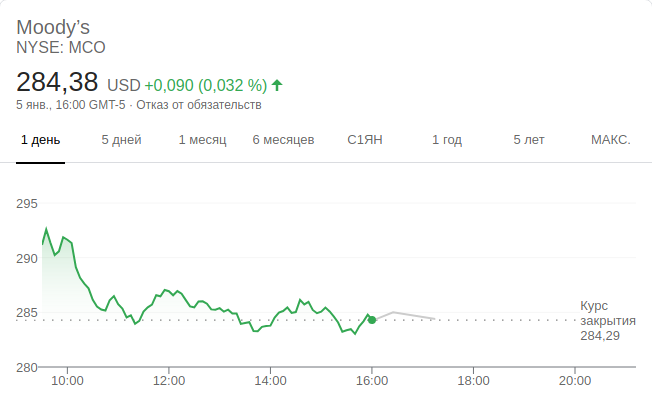 Moody’s
NYSE: MCO
284,38 USD +0,090 (0,032 %)
5 янв., 16:00 GMT-5 · Отказ от обязательств
1 день 5 дней 1 месяц 6 месяцев С1ЯН 1 год 5 лет МАКС.
295
290
285
280
Курс
закрытия
284,29
10:00 12:00 14:00 16:00 18:00 20:00